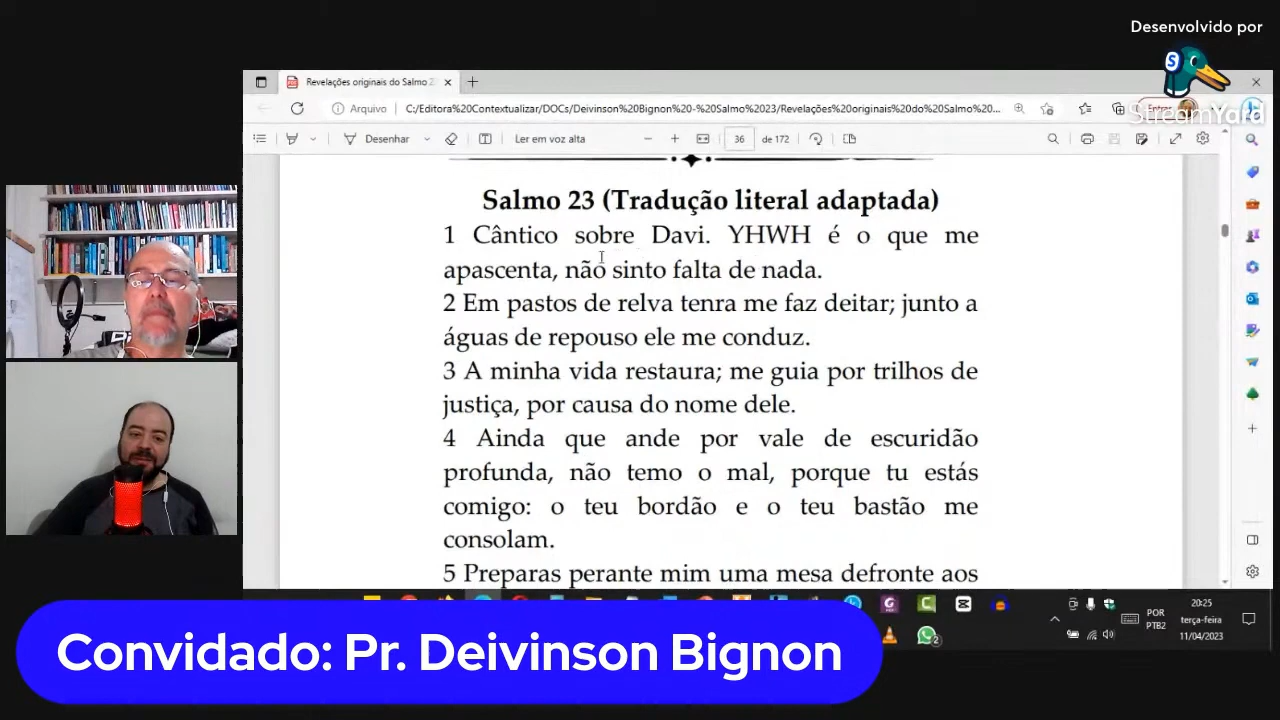 Desenvolvido por
StreamYard
Revelações originais do Salmo 2
Arquivo
C:/Editora%20Contextualizar/DOCs/Deivinson%20Bignon%20-%20Salmo%2023/Revelações%20originais%20do%20Salmo%20...
Entrar
Desenhar
Ler em voz alta
36
de 172
Salmo 23 (Tradução literal adaptada)
1 Cântico sobre Davi. YHWH é o que me
apascenta, não sinto falta de nada.
2 Em pastos de relva tenra me faz deitar; junto a
águas de repouso ele me conduz.
3 A minha vida restaura; me guia por trilhos de
justiça, por causa do nome dele.
4 Ainda que ande por vale de escuridão
profunda, não temo o mal, porque tu estás
comigo: o teu bordão e o teu bastão me
consolam.
5 Preparas perante mim uma mesa defronte aos
POR
PTB2
20:25
terça-feira
11/04/2023
2
Convidado: Pr. Deivinson Bignon